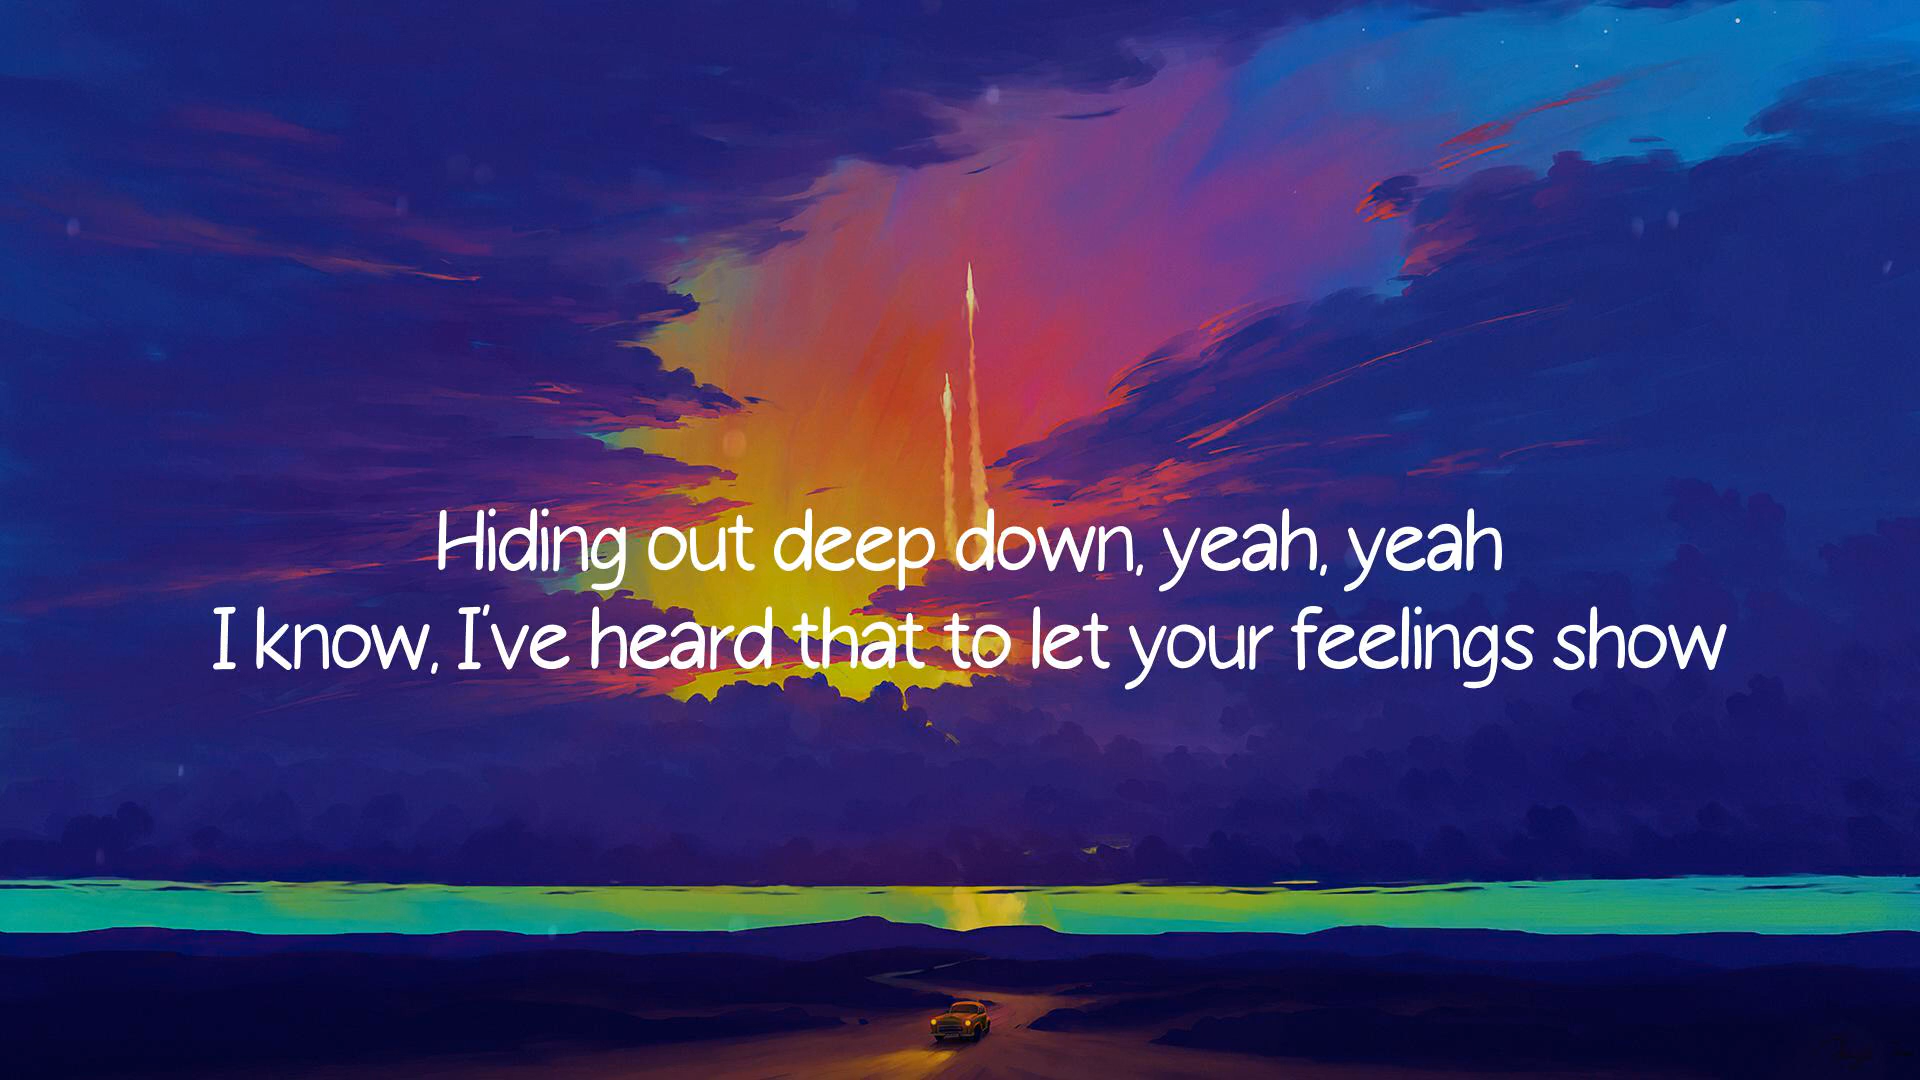 Hiding out deep down, yeah, yeah
I know, I've heard that to let your feelings show